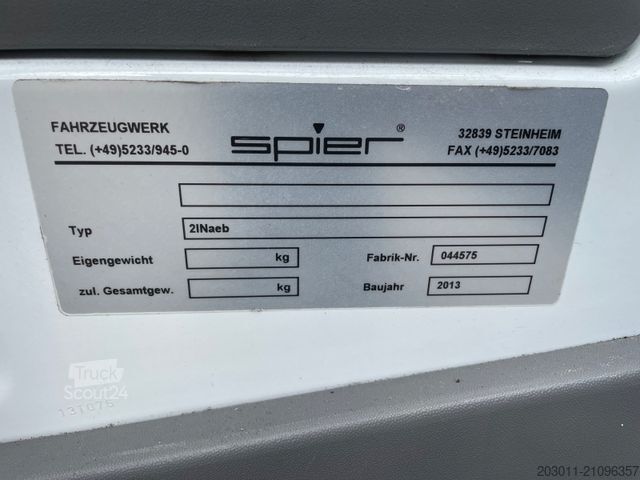 FAHRZEUGWERK
TEL. (+49)5233/945-0
spier®
32839 STEINHEIM
FAX (+49)5233/7083
Typ 2INaeb
Eigengewicht kg Fabrik-Nr. 044575
zul. Gesamtgew. kg Baujahr 2013
Truck
Scout24
131075
203011-21096357